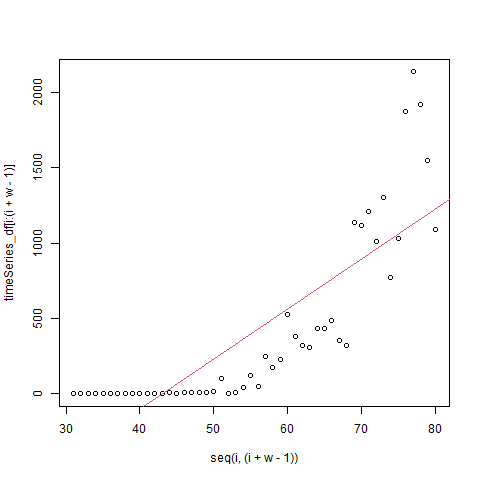 timeSeries_df[i:(i + w - 1)]
2000
1500
1000
500
0
30 40 50 60 70 80
seq(i, (i + w - 1))